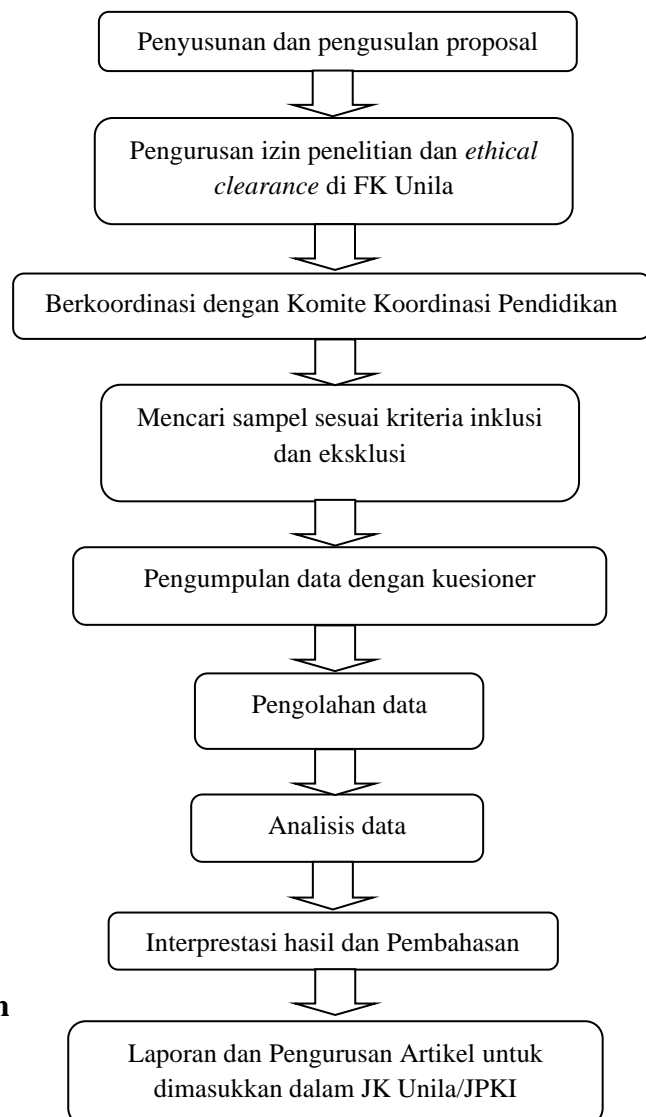 Penyusunan dan pengusulan proposal
Pengurusan izin penelitian dan ethical
clearance di FK Unila
Berkoordinasi dengan Komite Koordinasi Pendidikan
Mencari sampel sesuai kriteria inklusi
dan eksklusi
Pengumpulan data dengan kuesioner
Pengolahan data
Analisis data
Interprestasi hasil dan Pembahasan
Laporan dan Pengurusan Artikel untuk
dimasukkan dalam JK Unila/JPKI